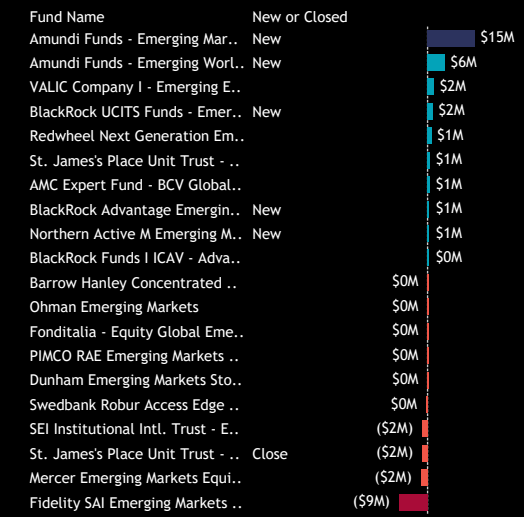 Fund Name New or Closed
Amundi Funds - Emerging Mar.. New $15M
Amundi Funds - Emerging Worl.. New $6M
VALIC Company I - Emerging E.. $2M
BlackRock UCITS Funds - Emer.. New $2M
Redwheel Next Generation Em.. $1M
St. James's Place Unit Trust - .. $1M
AMC Expert Fund - BCV Global.. $1M
BlackRock Advantage Emergin.. New $1M
Northern Active M Emerging M.. New $1M
BlackRock Funds I ICAV - Adva.. $0M
Barrow Hanley Concentrated .. $0M
Ohman Emerging Markets $0M
Fonditalia - Equity Global Eme.. $0M
PIMCO RAE Emerging Markets .. $0M
Dunham Emerging Markets Sto.. $0M
Swedbank Robur Access Edge .. $0M
SEI Institutional Intl. Trust - E.. ($2M)
St. James's Place Unit Trust - .. Close ($2M)
Mercer Emerging Markets Equi.. ($2M)
Fidelity SAI Emerging Markets .. ($9M)